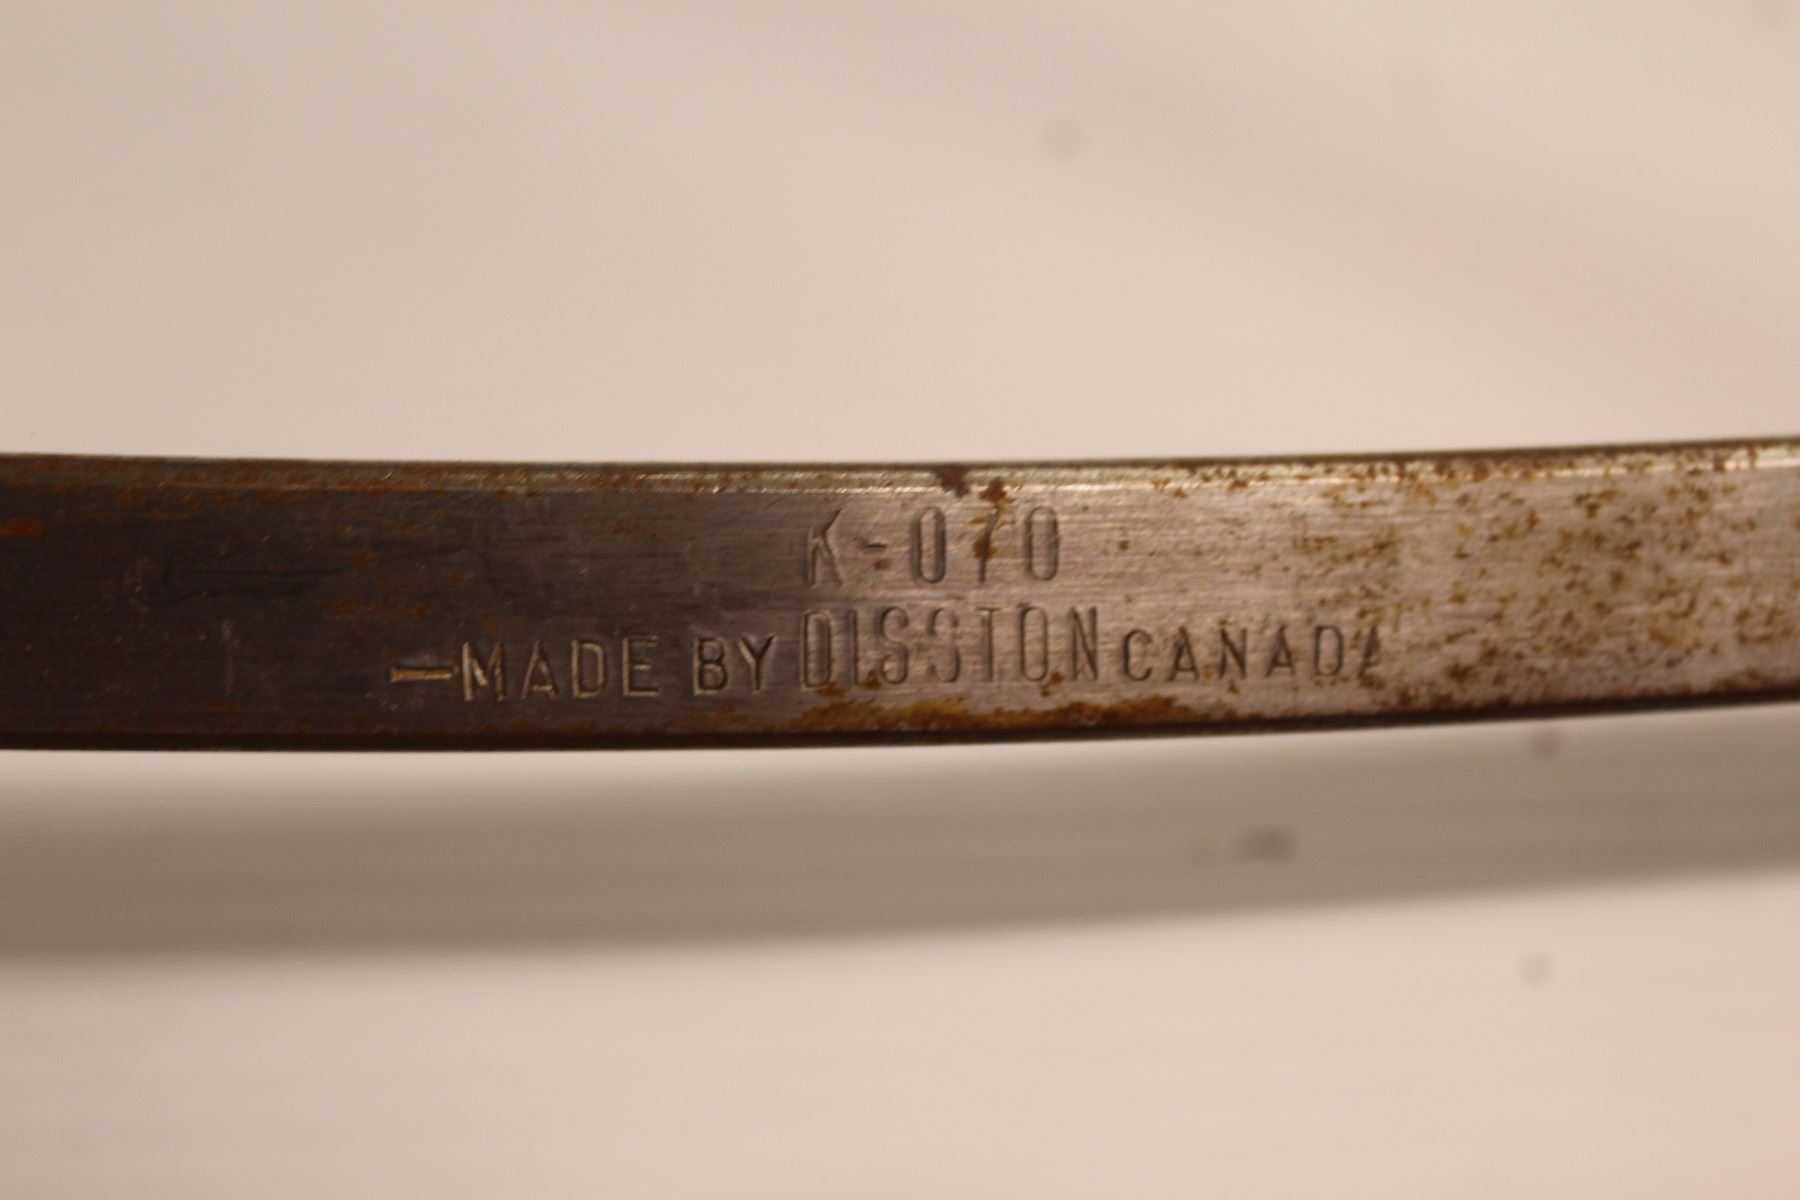 K-070
—MADE BY DISSTON CANADA